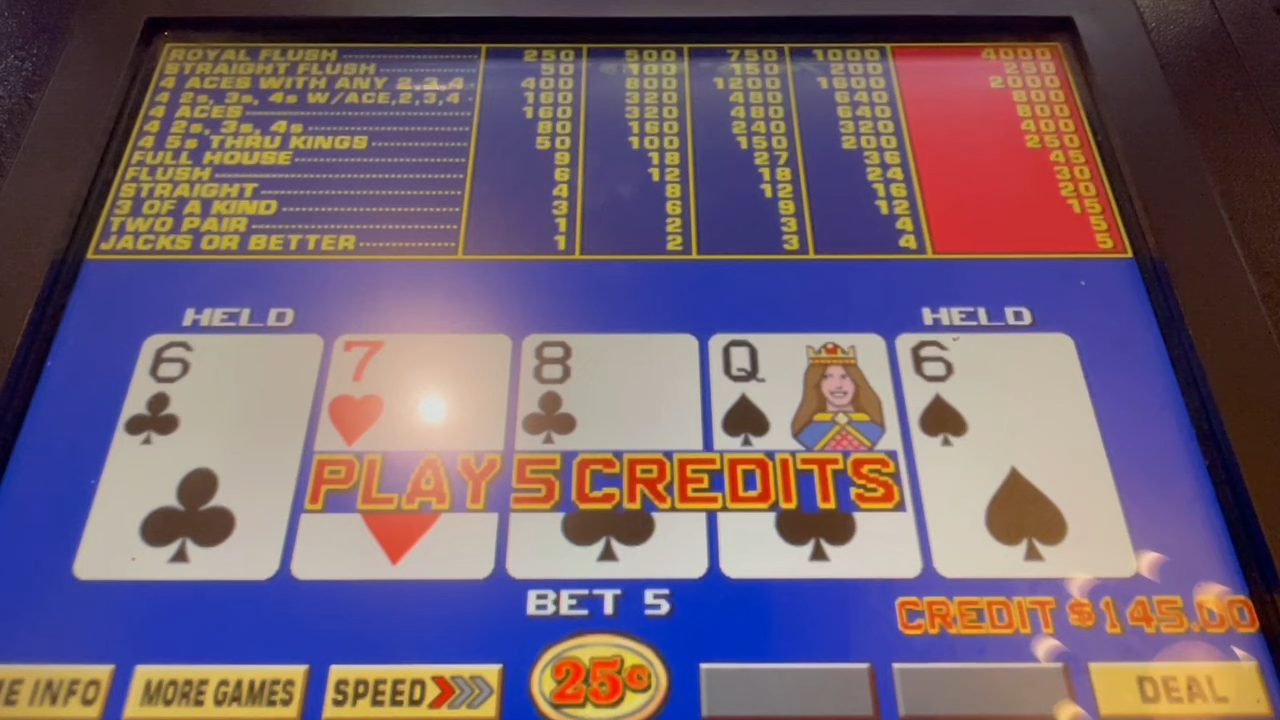 ROYAL FLUSH 250 500 750 1000 4000
STRAIGHT FLUSH 50 100 150 200 250
4 ACES WITH ANY 2,3,4 400 800 1200 1600 2000
4 2s, 3s, 4s W/ACE,2,3,4 160 320 480 640 800
4 ACES 160 320 480 640 800
4 2s, 3s, 4s 80 160 240 320 400
4 5s THRU KINGS 50 100 150 200 250
FULL HOUSE 9 18 27 36 45
FLUSH 6 12 18 24 30
STRAIGHT 4 8 12 16 20
3 OF A KIND 3 6 9 12 15
TWO PAIR 1 2 3 4 5
JACKS OR BETTER 1 2 3 4 5
HELD HELD
6 7 8 Q 6
PLAY 5 CREDITS
BET 5
CREDIT $145.00
E INFO MORE GAMES SPEED 25¢ DEAL